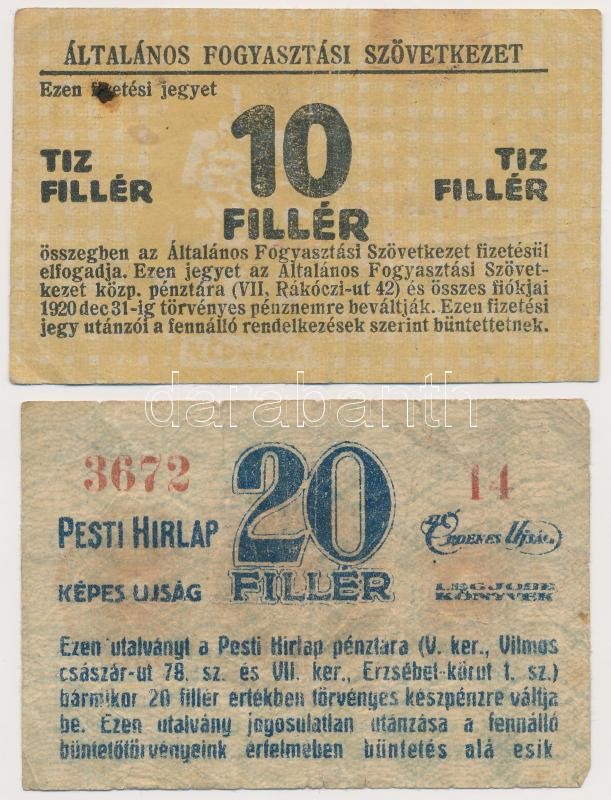 ÁLTALÁNOS FOGYASZTÁSI SZÖVETKEZET
Ezen fizetési jegyet
TIZ FILLÉR
10 FILLÉR
TIZ FILLÉR
összegben az Általános Fogyasztási Szövetkezet fizetésül
elfogadja. Ezen jegyet az Általános Fogyasztási Szövet-
kezet közp. pénztára (VII, Rákóczi-ut 42) és összes fiókjai
1920 dec 31-ig törvényes pénznemre beváltják. Ezen fizetési
jegy utánzói a fennálló rendelkezések szerint büntettetnek.
darabanth
3672
20
14
PESTI HIRLAP
AZ ÉRDEKES UJSÁG
KÉPES UJSÁG
FILLÉR
LEGJOBB
KÖNYVEK
Ezen utalványt a Pesti Hirlap pénztára (V. ker., Vilmos
császár-ut 78. sz. és VII. ker., Erzsébet-körut 1. sz.)
bármikor 20 fillér értékben törvényes készpénzre váltja
be. Ezen utalvány jogosulatlan utánzása a fennálló
büntetőtörvényeink értelmében büntetés alá esik